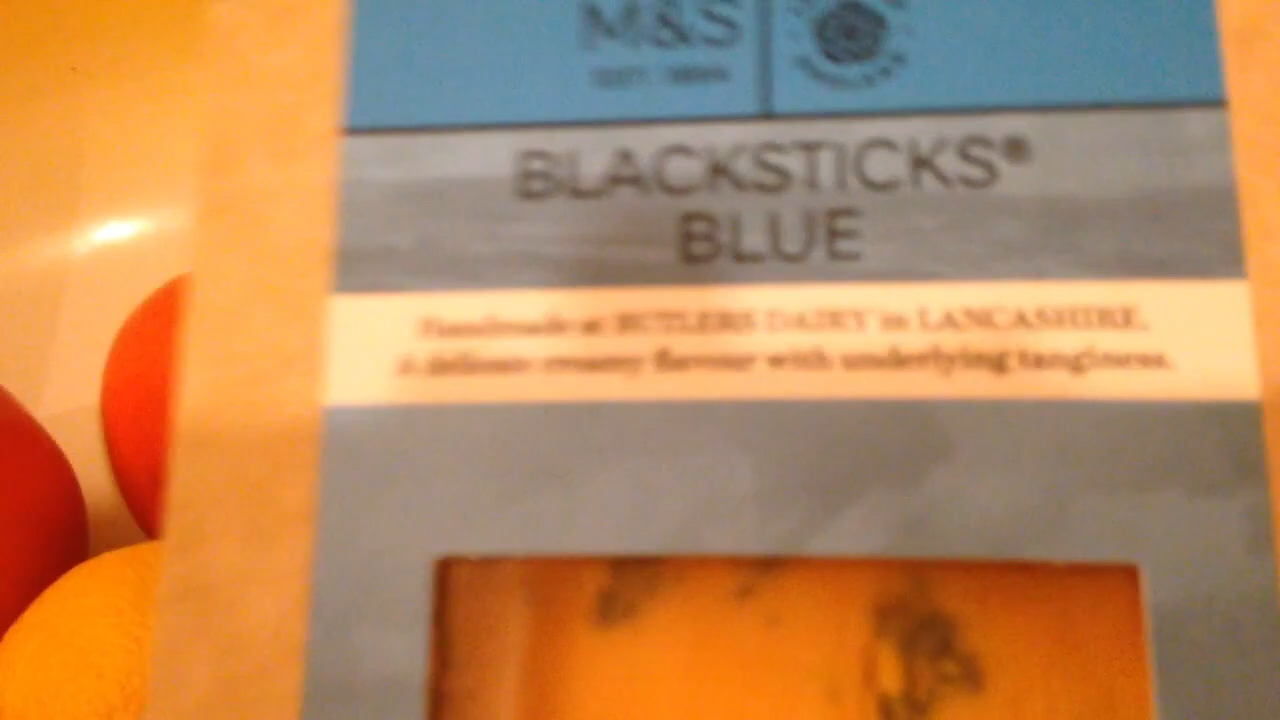 M&S
BLACKSTICKS®
BLUE
Handmade at BUTLERS DAIRY in LANCASHIRE.
A delicate creamy flavour with underlying tanginess.